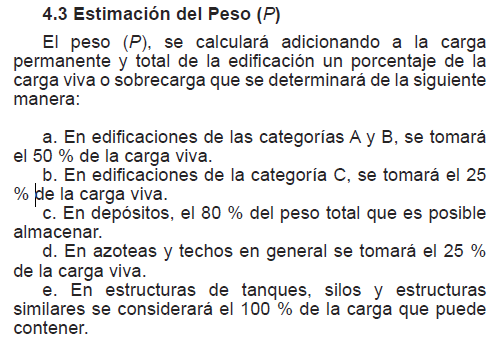 4.3 Estimación del Peso (P)
El peso (P), se calculará adicionando a la carga
permanente y total de la edificación un porcentaje de la
carga viva o sobrecarga que se determinará de la siguiente
manera:
a. En edificaciones de las categorías A y B, se tomará
el 50 % de la carga viva.
b. En edificaciones de la categoría C, se tomará el 25
% de la carga viva.
c. En depósitos, el 80 % del peso total que es posible
almacenar.
d. En azoteas y techos en general se tomará el 25 %
de la carga viva.
e. En estructuras de tanques, silos y estructuras
similares se considerará el 100 % de la carga que puede
contener.